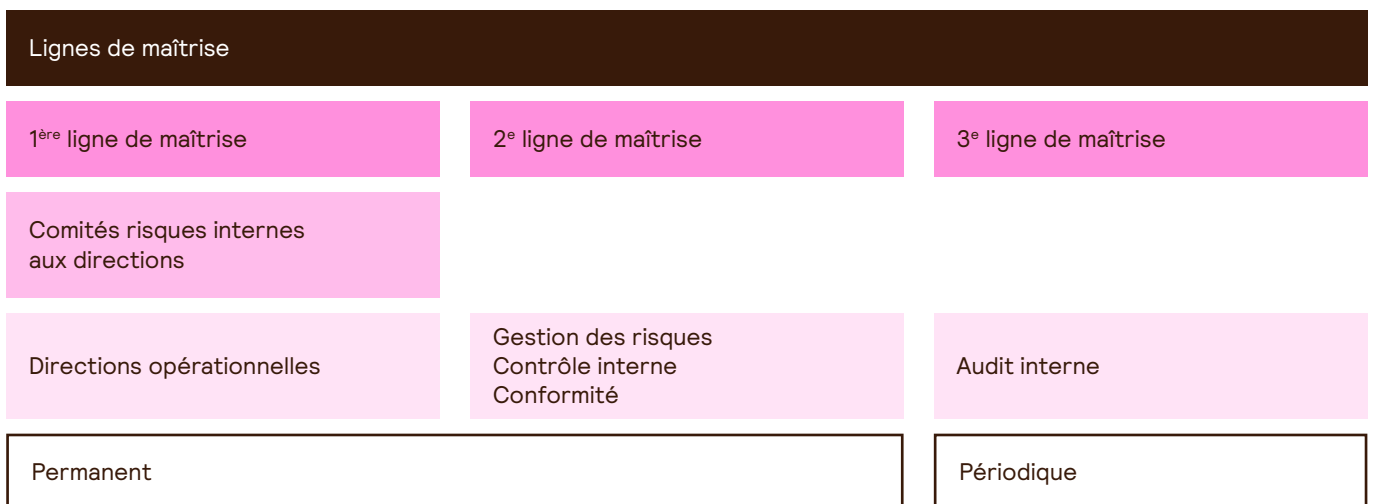 Lignes de maîtrise
1ère ligne de maîtrise
2e ligne de maîtrise
3e ligne de maîtrise
Comités risques internes
aux directions
Directions opérationnelles
Gestion des risques
Contrôle interne
Conformité
Audit interne
Permanent
Périodique